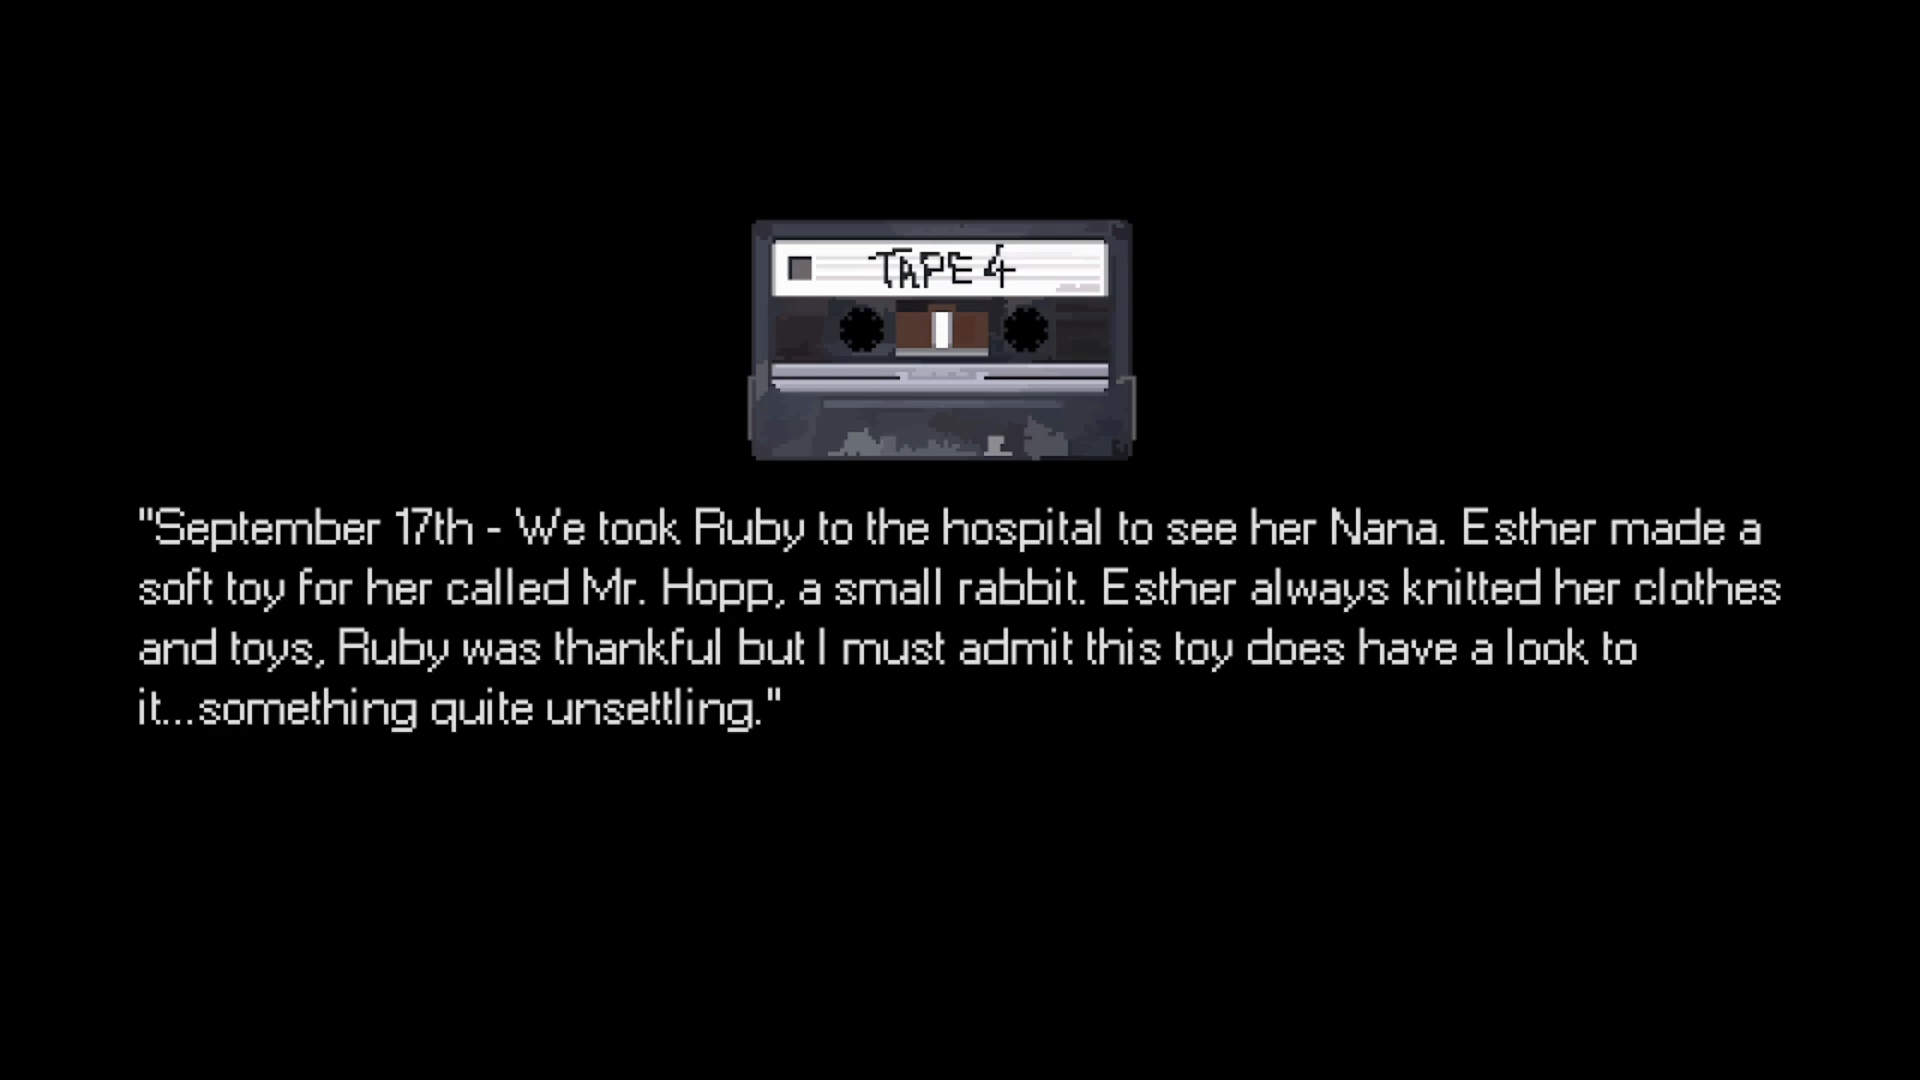 TAPE 4
"September 17th - We took Ruby to the hospital to see her Nana. Esther made a
soft toy for her called Mr. Hopp, a small rabbit. Esther always knitted her clothes
and toys, Ruby was thankful but I must admit this toy does have a look to
it...something quite unsettling."